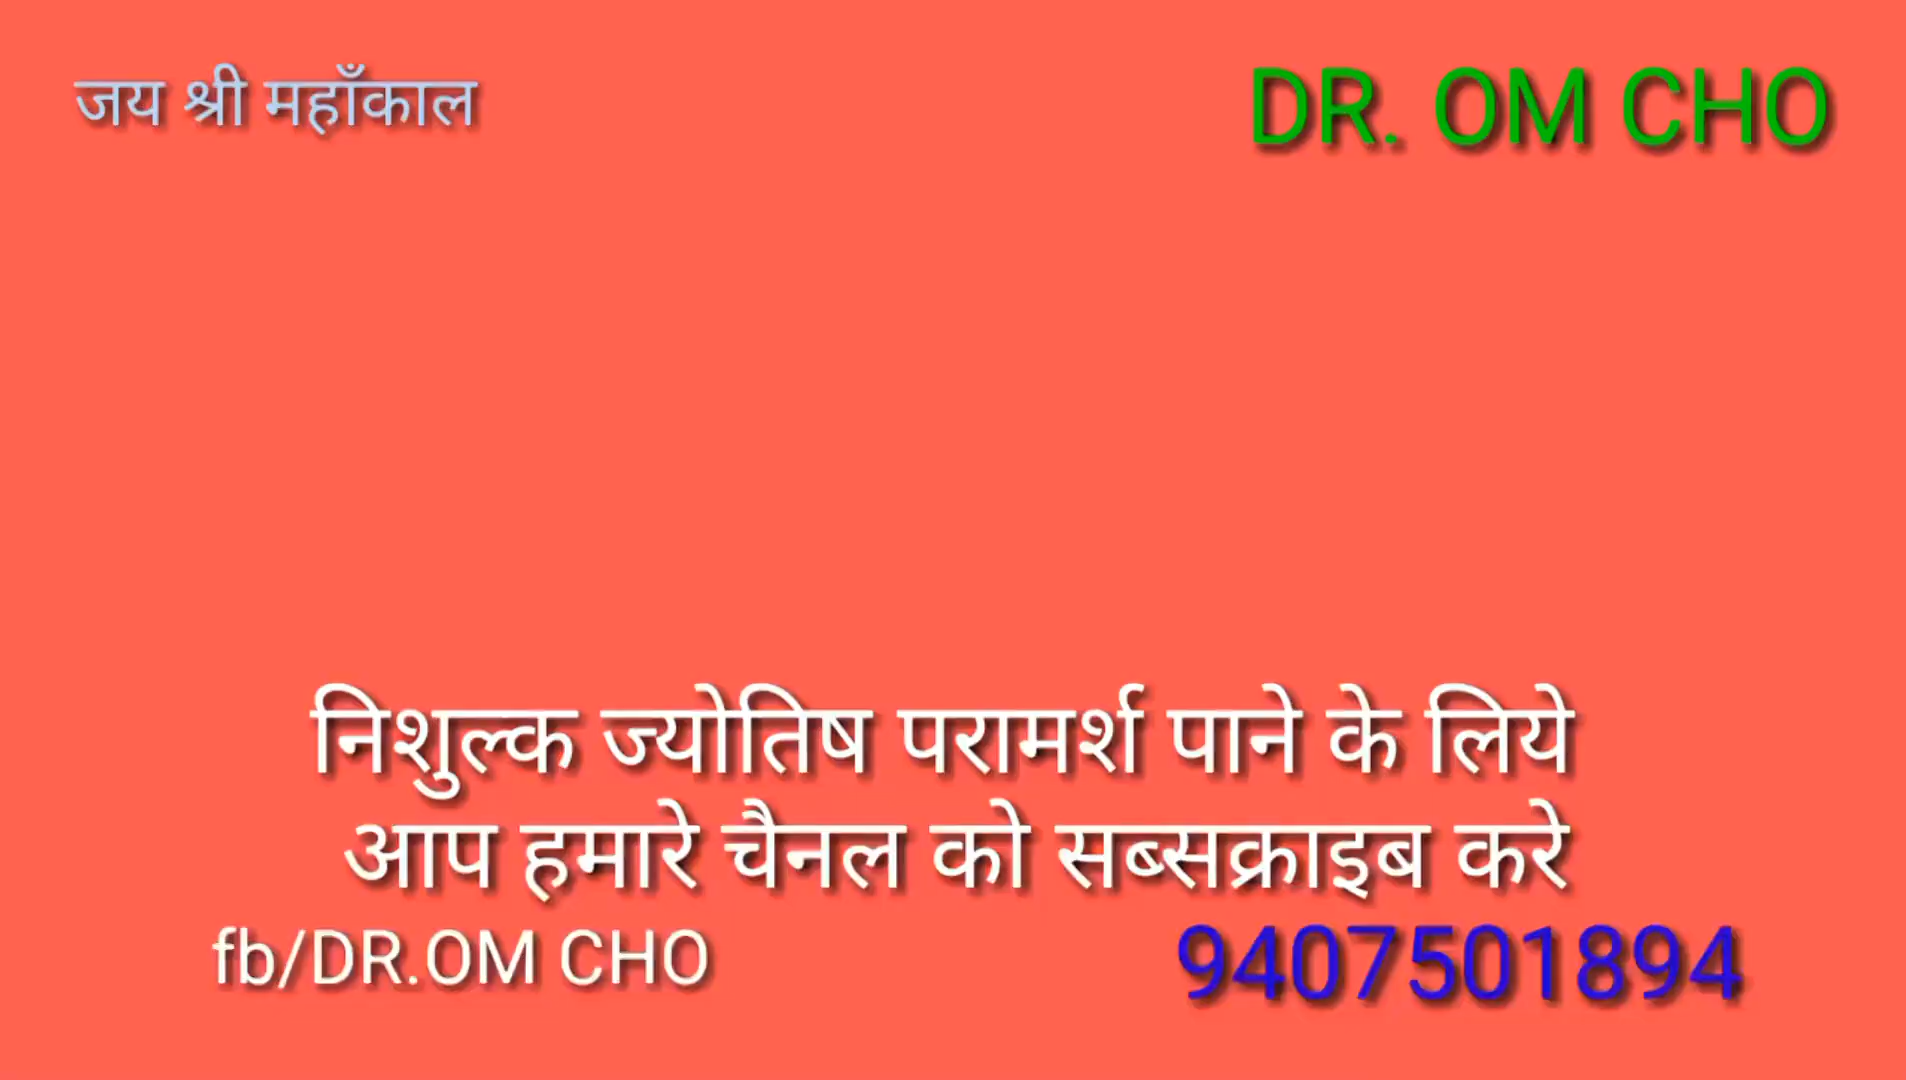 जय श्री महाँकाल
DR. OM CHO
निशुल्क ज्योतिष परामर्श पाने के लिये
आप हमारे चैनल को सब्सक्राइब करे
fb/DR.OM CHO
9407501894